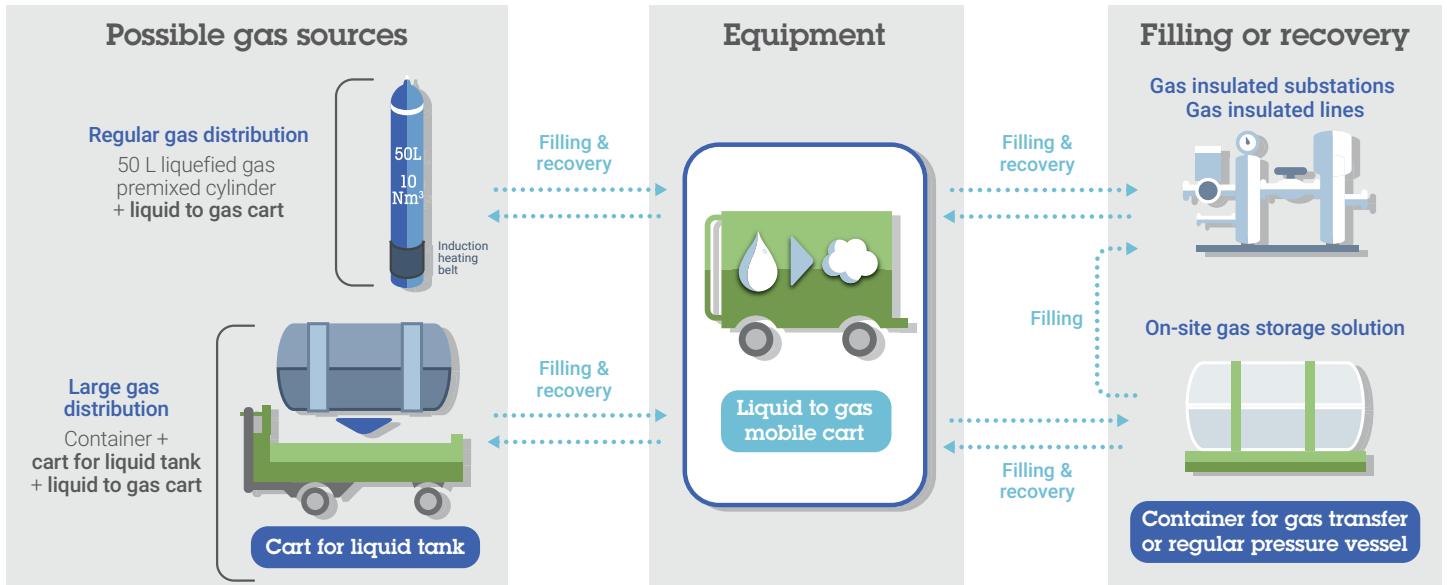 Possible gas sources
Regular gas distribution
50 L liquefied gas
premixed cylinder
+ liquid to gas cart
50L
10
Nm³
Induction
heating
belt
Large gas
distribution
Container +
cart for liquid tank
+ liquid to gas cart
Cart for liquid tank
Filling &
recovery
Filling &
recovery
Equipment
Liquid to gas
mobile cart
Filling &
recovery
Filling
Filling &
recovery
Filling or recovery
Gas insulated substations
Gas insulated lines
On-site gas storage solution
Container for gas transfer
or regular pressure vessel